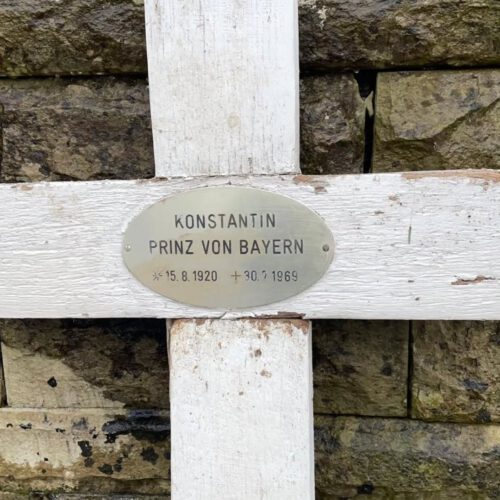 KONSTANTIN
PRINZ VON BAYERN
* 15.8.1920 + 30.7.1969